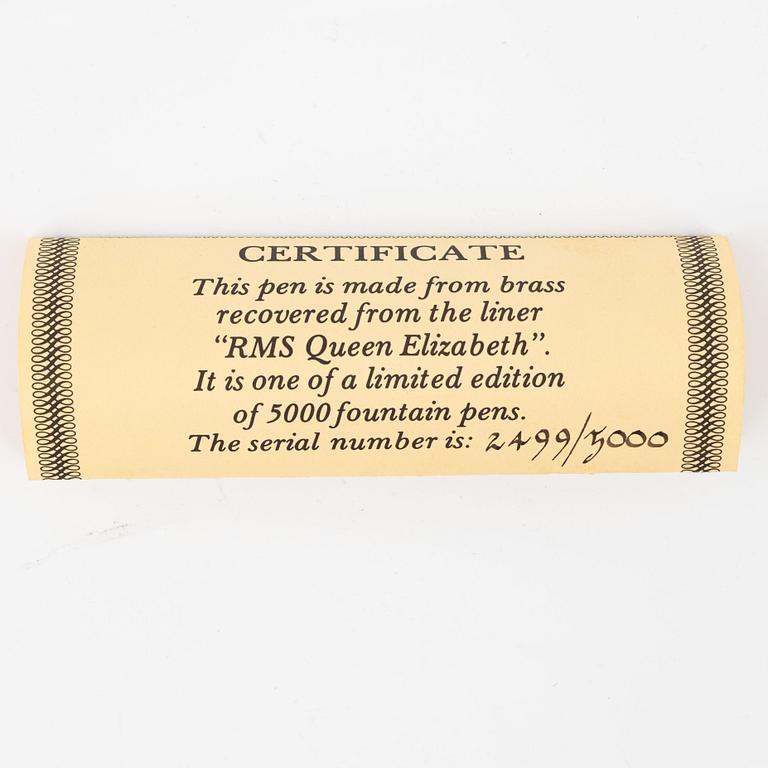 CERTIFICATE
This pen is made from brass
recovered from the liner
“RMS Queen Elizabeth”.
It is one of a limited edition
of 5000 fountain pens.
The serial number is: 2499/5000